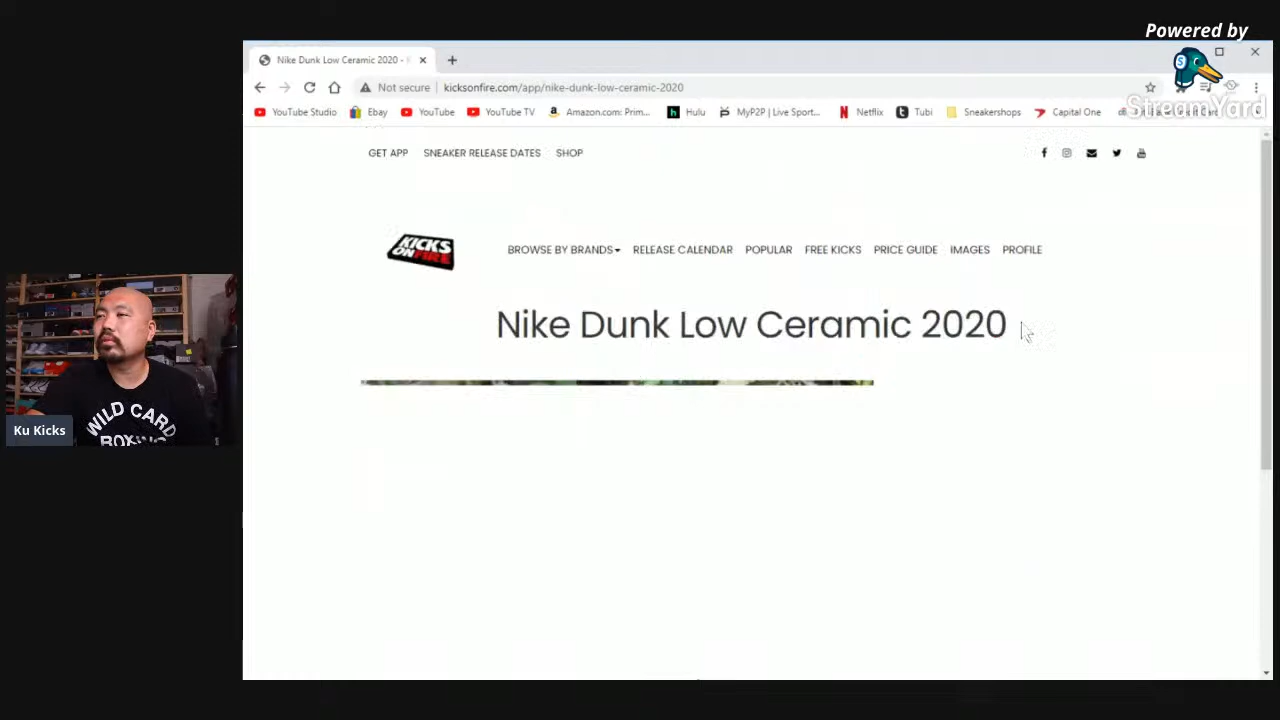 Powered by
StreamYard
Nike Dunk Low Ceramic 2020 -
Not secure | kicksonfire.com/app/nike-dunk-low-ceramic-2020
YouTube Studio Ebay YouTube YouTube TV Amazon.com: Prim... Hulu MyP2P | Live Sport... Netflix Tubi Sneakershops Capital One
GET APP SNEAKER RELEASE DATES SHOP
KICKS
ON FIRE
BROWSE BY BRANDS RELEASE CALENDAR POPULAR FREE KICKS PRICE GUIDE IMAGES PROFILE
Nike Dunk Low Ceramic 2020
WILD CARD
BOXING
Ku Kicks